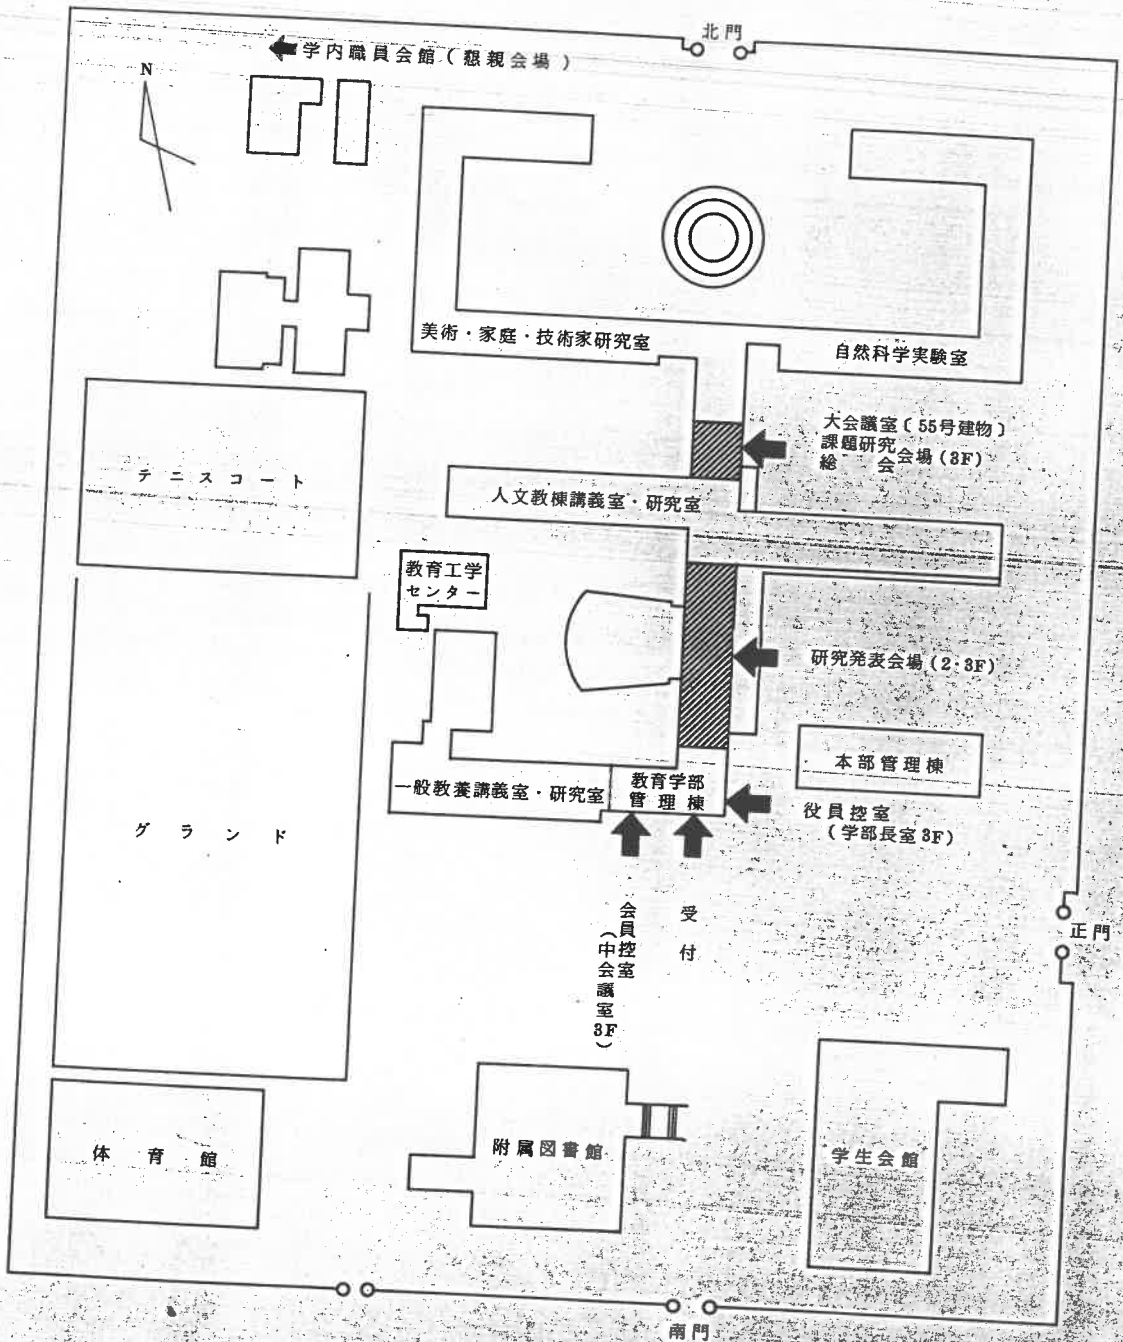 北門
学内職員会館（懇親会場）
N
美術・家庭・技術家研究室
自然科学実験室
大会議室〔55号建物〕
課題研究会場(3F)
総会
テニスコート
人文教棟講義室・研究室
教育工学
センター
研究発表会場(2・3F)
本部管理棟
教育学部
管理棟
一般教養講義室・研究室
役員控室
(学部長室3F)
グランド
会員控室
(中会議室3F)
受付
正門
体育館
附属図書館
学生会館
南門